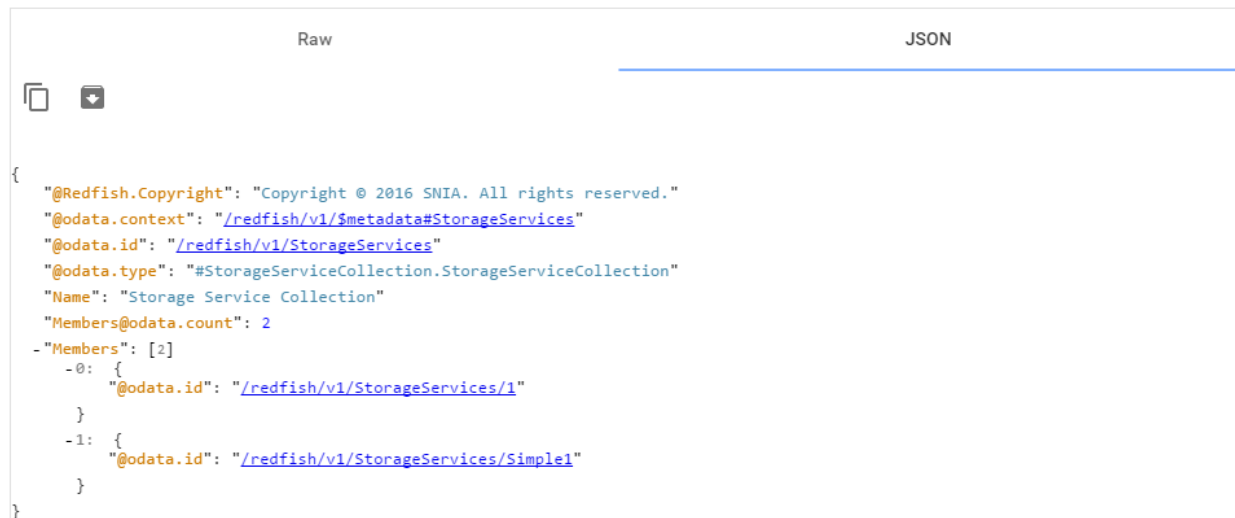 Raw JSON
{
"@Redfish.Copyright": "Copyright © 2016 SNIA. All rights reserved."
"@odata.context": "/redfish/v1/$metadata#StorageServices"
"@odata.id": "/redfish/v1/StorageServices"
"@odata.type": "#StorageServiceCollection.StorageServiceCollection"
"Name": "Storage Service Collection"
"Members@odata.count": 2
-"Members": [2]
-0: {
"@odata.id": "/redfish/v1/StorageServices/1"
}
-1: {
"@odata.id": "/redfish/v1/StorageServices/Simple1"
}
}